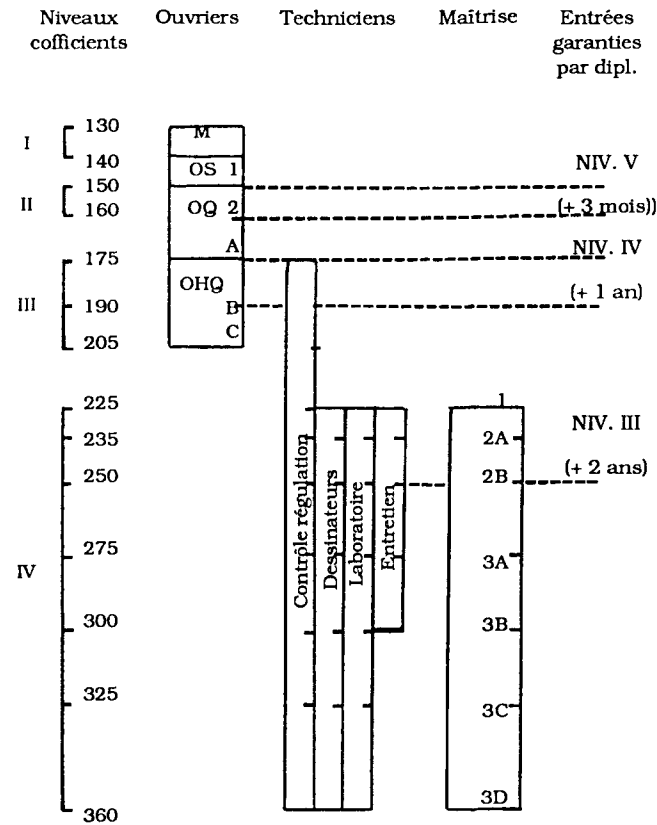 Niveaux cofficients
Ouvriers
Techniciens
Maîtrise
Entrées garanties par dipl.
I
130
M
140
OS 1
NIV. V
150
II
160
OQ 2
(+ 3 mois))
A
NIV. IV
175
OHQ
III
190
B
(+ 1 an)
C
205
225
1
NIV. III
235
2A
250
2B
(+ 2 ans)
Contrôle régulation
Dessinateurs
Laboratoire
Entretien
IV
275
3A
300
3B
325
3C
3D
360